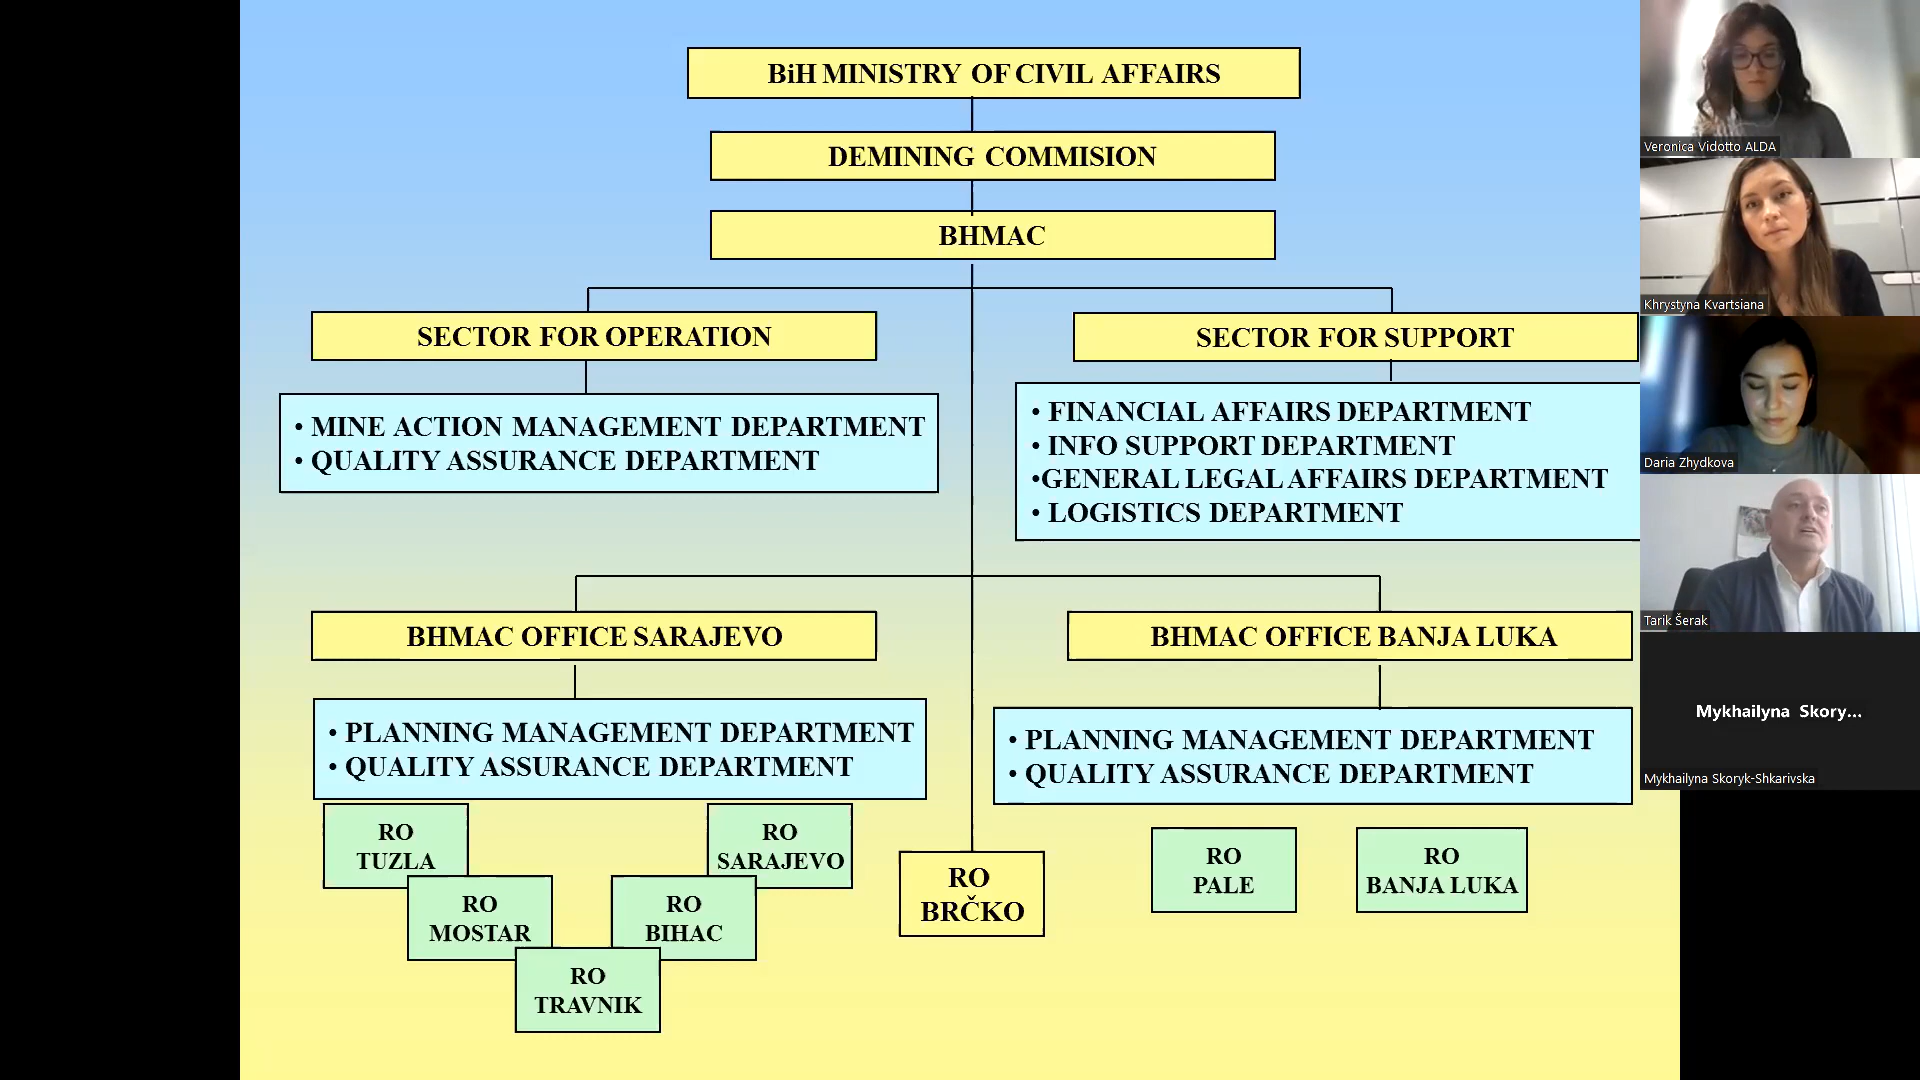 BiH MINISTRY OF CIVIL AFFAIRS
DEMINING COMMISION
BHMAC
SECTOR FOR OPERATION
• MINE ACTION MANAGEMENT DEPARTMENT
• QUALITY ASSURANCE DEPARTMENT
SECTOR FOR SUPPORT
• FINANCIAL AFFAIRS DEPARTMENT
• INFO SUPPORT DEPARTMENT
•GENERAL LEGAL AFFAIRS DEPARTMENT
• LOGISTICS DEPARTMENT
BHMAC OFFICE SARAJEVO
• PLANNING MANAGEMENT DEPARTMENT
• QUALITY ASSURANCE DEPARTMENT
RO
TUZLA
RO
SARAJEVO
RO
MOSTAR
RO
BIHAC
RO
TRAVNIK
RO
BRČKO
BHMAC OFFICE BANJA LUKA
• PLANNING MANAGEMENT DEPARTMENT
• QUALITY ASSURANCE DEPARTMENT
RO
PALE
RO
BANJA LUKA
Veronica Vidotto ALDA
Khrystyna Kvartsiana
Daria Zhydkova
Tarik Šerak
Mykhailyna Skory...
Mykhailyna Skoryk-Shkarivska